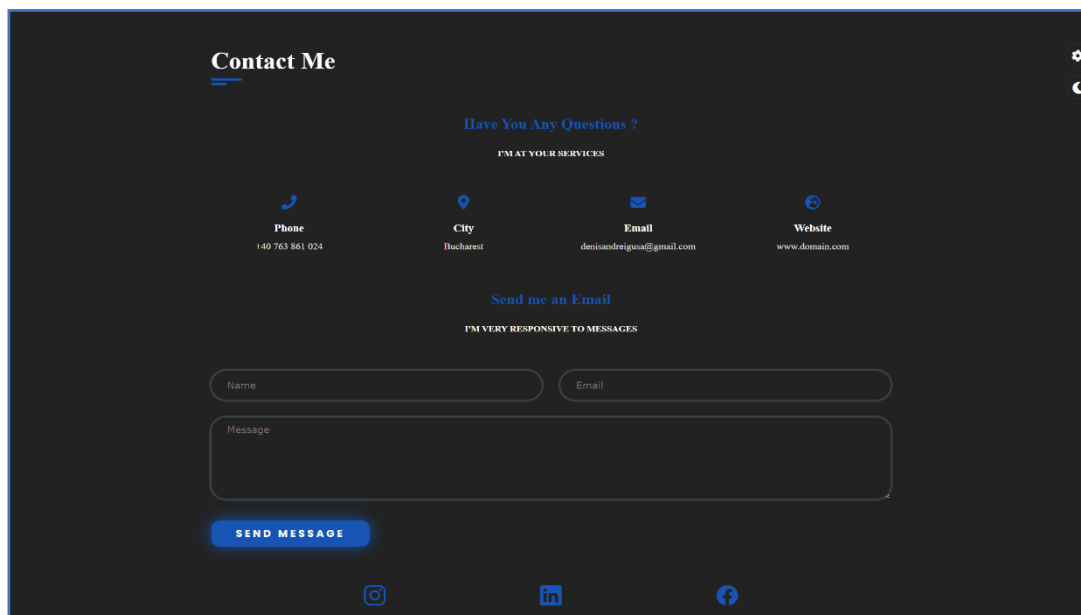 Contact Me
Have You Any Questions ?
I'M AT YOUR SERVICES
Phone
City
Email
Website
+40 763 861 024
Bucharest
denisandreigusa@gmail.com
www.domain.com
Send me an Email
I'M VERY RESPONSIVE TO MESSAGES
Name
Email
Message
SEND MESSAGE
in